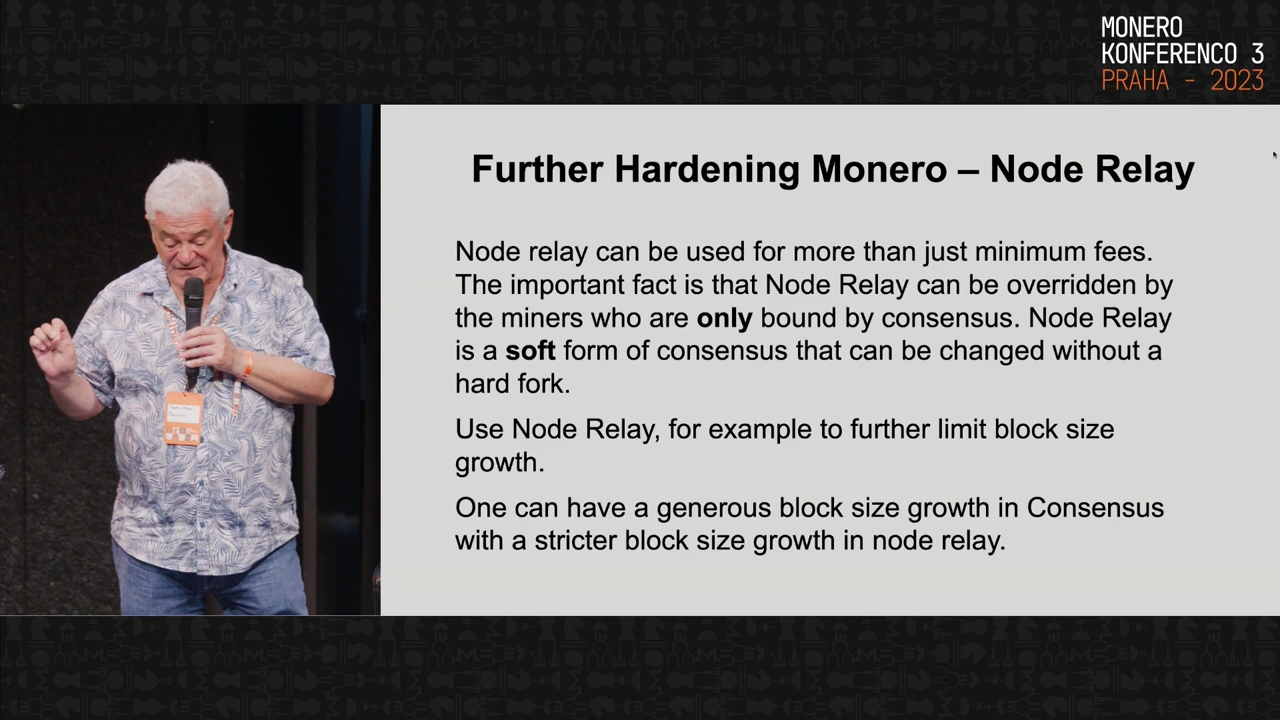 MONERO
KONFERENCO 3
PRAHA - 2023
Further Hardening Monero – Node Relay
Node relay can be used for more than just minimum fees.
The important fact is that Node Relay can be overridden by
the miners who are only bound by consensus. Node Relay
is a soft form of consensus that can be changed without a
hard fork.
Use Node Relay, for example to further limit block size
growth.
One can have a generous block size growth in Consensus
with a stricter block size growth in node relay.